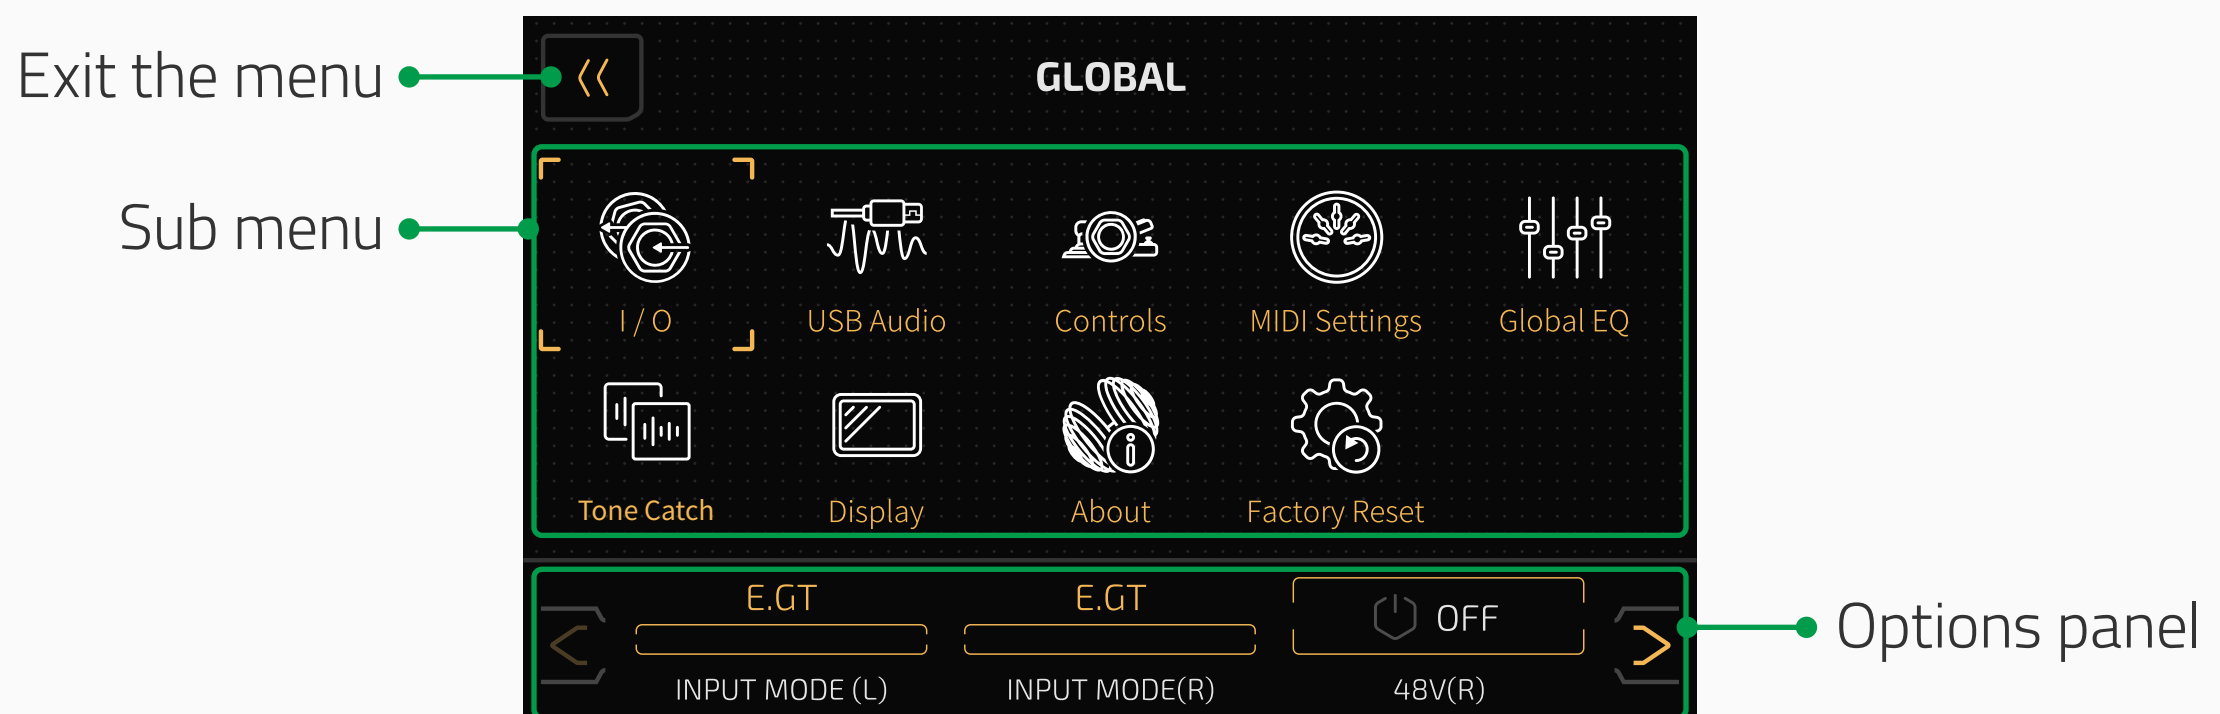 Exit the menu
GLOBAL
Sub menu
I / O
USB Audio
Controls
MIDI Settings
Global EQ
Tone Catch
Display
About
Factory Reset
E.GT
E.GT
OFF
Options panel
INPUT MODE (L)
INPUT MODE(R)
48V(R)